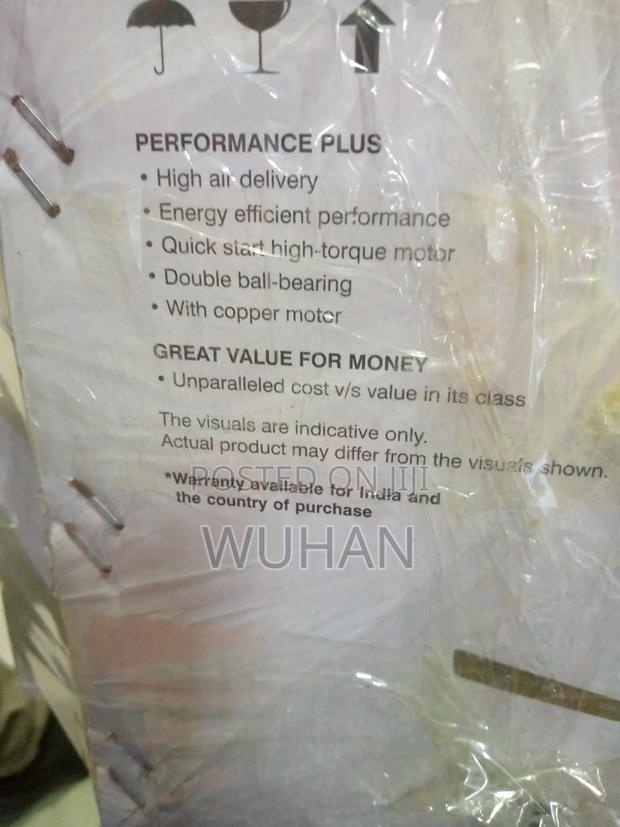 PERFORMANCE PLUS
• High air delivery
• Energy efficient performance
• Quick start high-torque motor
• Double ball-bearing
• With copper motor
GREAT VALUE FOR MONEY
• Unparalleled cost v/s value in its class
The visuals are indicative only.
Actual product may differ from the visuals shown.
*Warranty available for India and
the country of purchase
POSTED ON JIJI
WUHAN